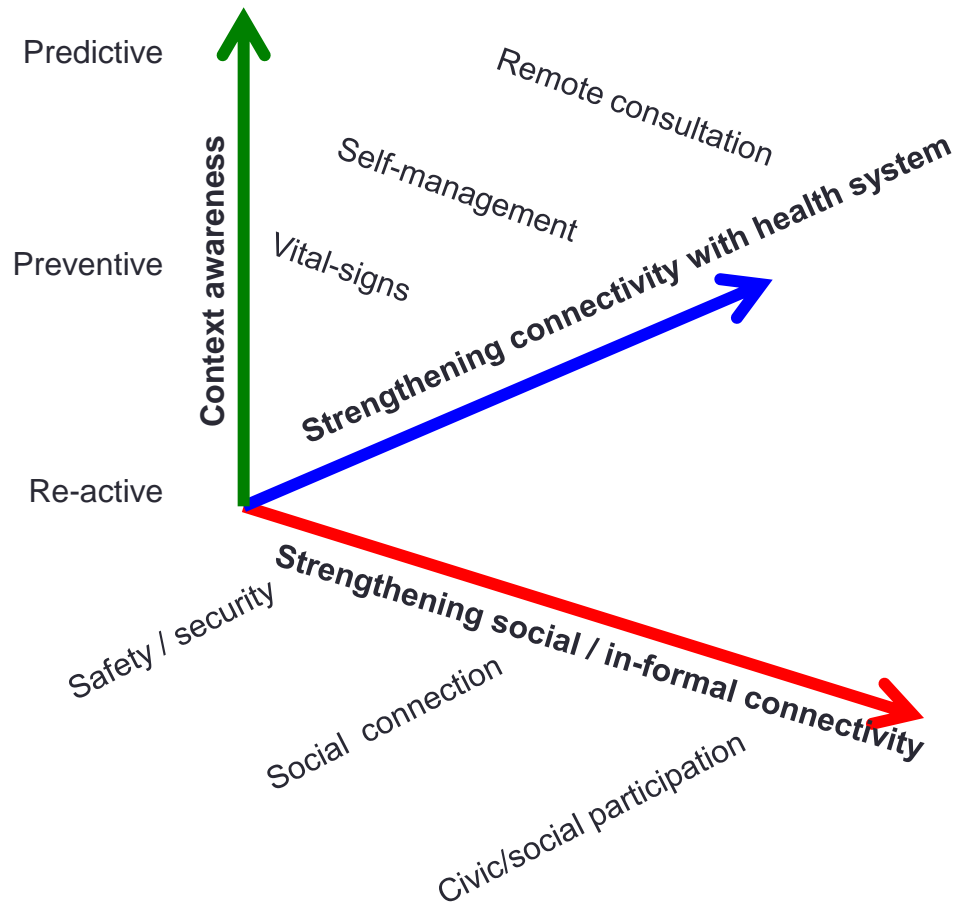 Predictive
Remote consultation
Self-management
Context awareness
Strengthening connectivity with health system
Preventive
Vital-signs
Re-active
Strengthening social / in-formal connectivity
Safety / security
Social  connection
Civic/social participation